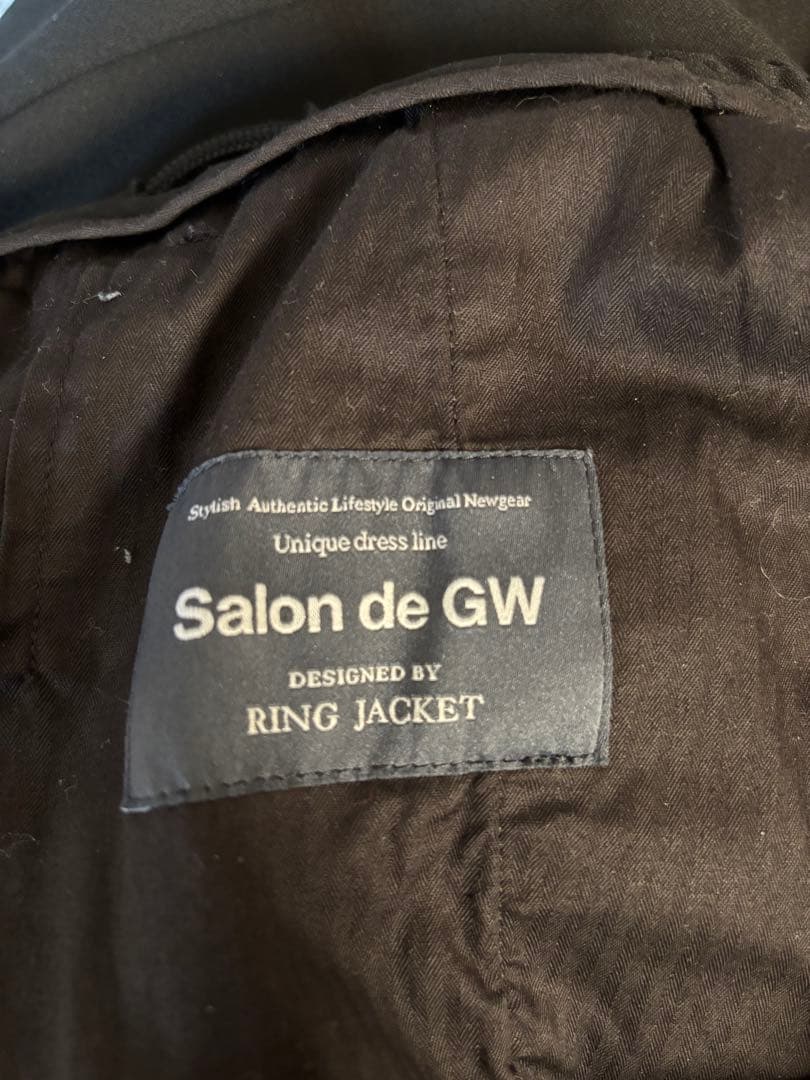 Stylish Authentic Lifestyle Original Newgear
Unique dress line
Salon de GW
DESIGNED BY
RING JACKET